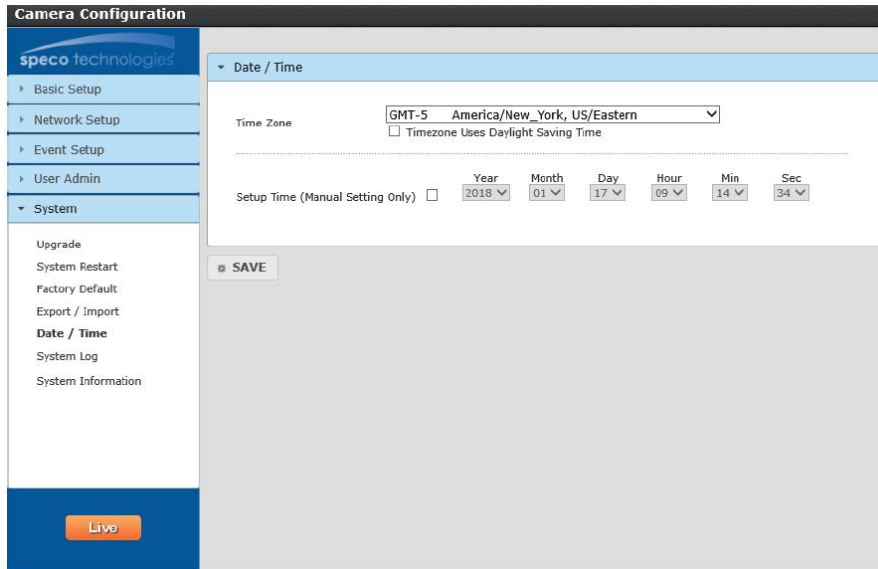 Camera Configuration
speco technologies
Basic Setup
Network Setup
Event Setup
User Admin
System
Upgrade
System Restart
Factory Default
Export / Import
Date / Time
System Log
System Information
Live
Date / Time
Time Zone
GMT-5 America/New_York, US/Eastern
Timezone Uses Daylight Saving Time
Year Month Day Hour Min Sec
Setup Time (Manual Setting Only) 2018 01 17 09 14 34
SAVE